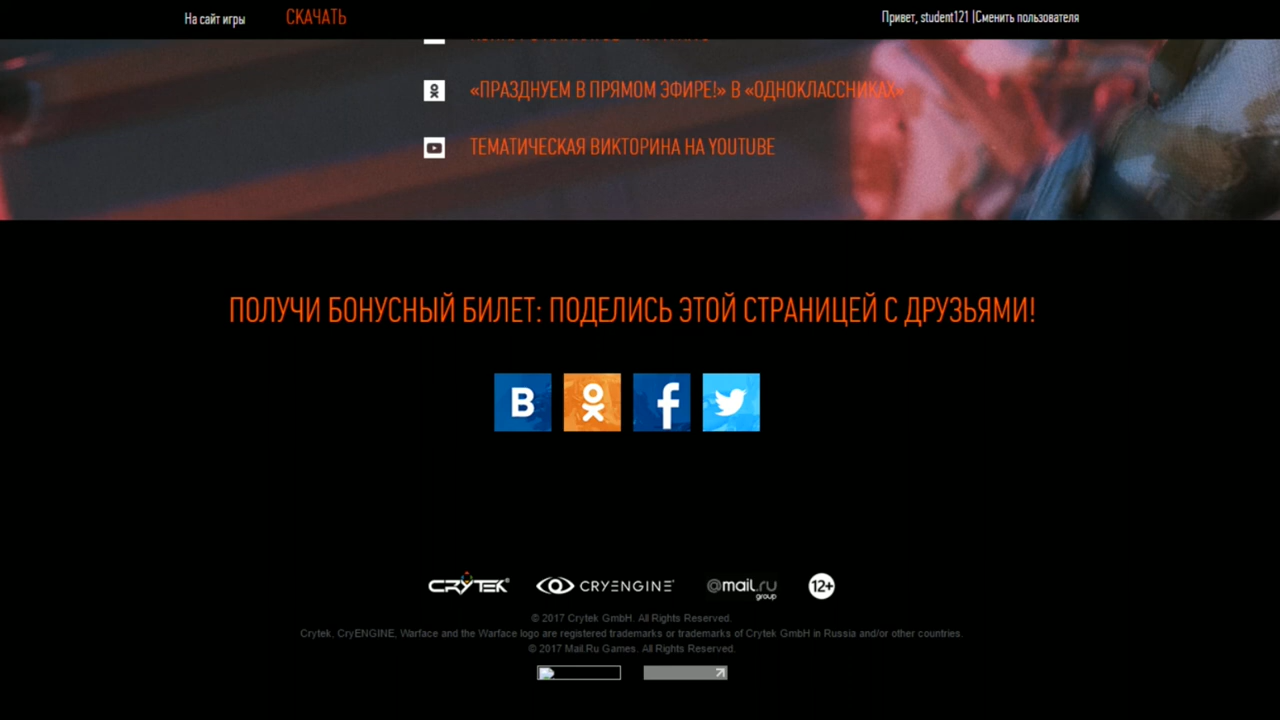 На сайт игры
СКАЧАТЬ
Привет, student121 |Сменить пользователя
«ПРАЗДНУЕМ В ПРЯМОМ ЭФИРЕ!» В «ОДНОКЛАССНИКАХ»
ТЕМАТИЧЕСКАЯ ВИКТОРИНА НА YOUTUBE
ПОЛУЧИ БОНУСНЫЙ БИЛЕТ: ПОДЕЛИСЬ ЭТОЙ СТРАНИЦЕЙ С ДРУЗЬЯМИ!
CRYTEK® CRYENGINE @mail.ru group 12+
© 2017 Crytek GmbH. All Rights Reserved.
Crytek, CryENGINE, Warface and the Warface logo are registered trademarks or trademarks of Crytek GmbH in Russia and/or other countries.
© 2017 Mail.Ru Games. All Rights Reserved.